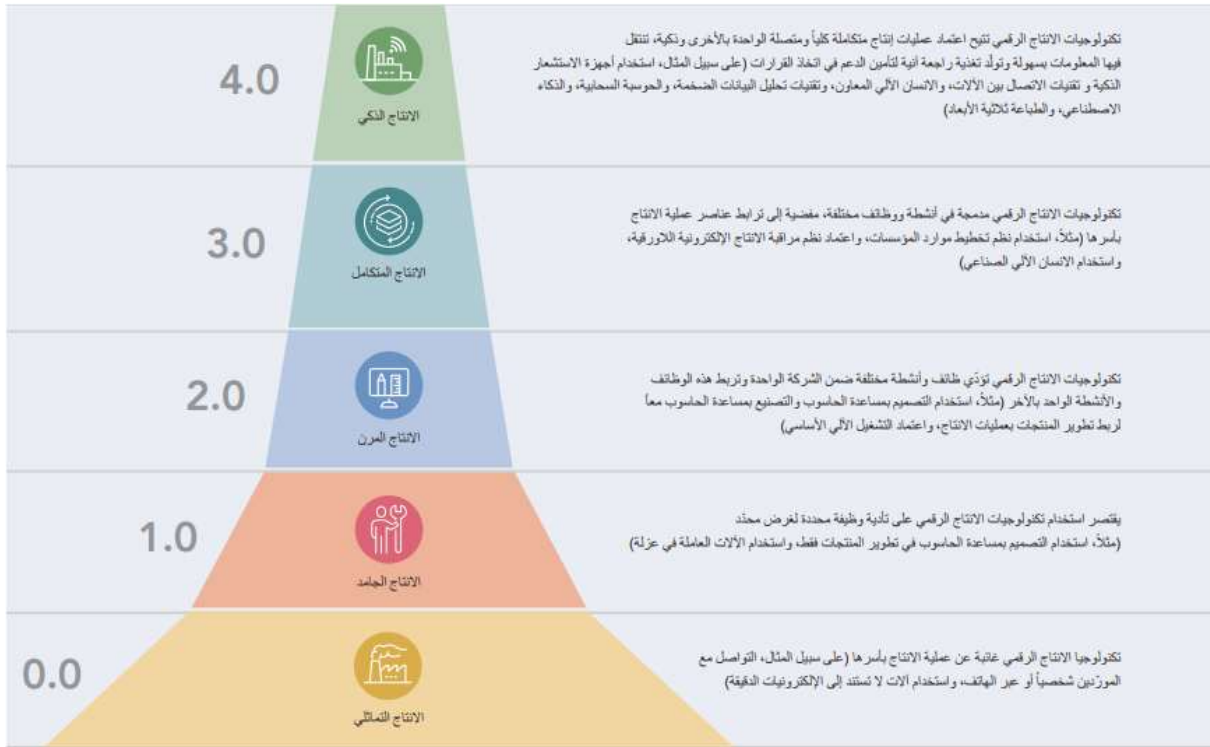 4.0
الانتاج الذكي
تكنولوجيات الانتاج الرقمي تتيح اعتماد عمليات إنتاج متكاملة كلياً ومتصلة الواحدة بالأخرى وذكية، تنتقل
فيها المعلومات بسهولة وتولّد تغذية راجعة آنية لتأمين الدعم في اتخاذ القرارات (على سبيل المثال، استخدام أجهزة الاستشعار
الذكية و تقنيات الاتصال بين الآلات، والانسان الآلي المعاون، وتقنيات تحليل البيانات الضخمة، والحوسبة السحابية، والذكاء
الاصطناعي، والطباعة ثلاثية الأبعاد)
3.0
الانتاج المتكامل
تكنولوجيات الانتاج الرقمي مدمجة في أنشطة ووظائف مختلفة، مفضية إلى ترابط عناصر عملية الانتاج
بأسرها (مثلاً، استخدام نظم تخطيط موارد المؤسسات، واعتماد نظم مراقبة الانتاج الإلكترونية اللاورقية،
واستخدام الانسان الآلي الصناعي)
2.0
الانتاج المرن
تكنولوجيات الانتاج الرقمي تؤدّي ظائف وأنشطة مختلفة ضمن الشركة الواحدة وتربط هذه الوظائف
والأنشطة الواحد بالآخر (مثلاً، استخدام التصميم بمساعدة الحاسوب والتصنيع بمساعدة الحاسوب معاً
لربط تطوير المنتجات بعمليات الانتاج، واعتماد التشغيل الآلي الأساسي)
1.0
الانتاج الجامد
يقتصر استخدام تكنولوجيات الانتاج الرقمي على تأدية وظيفة محددة لغرض محدّد
(مثلاً، استخدام التصميم بمساعدة الحاسوب في تطوير المنتجات فقط، واستخدام الآلات العاملة في عزلة)
0.0
الانتاج التماثلي
تكنولوجيا الانتاج الرقمي غائبة عن عملية الانتاج بأسرها (على سبيل المثال، التواصل مع
المورّدين شخصياً أو عبر الهاتف، واستخدام آلات لا تستند إلى الإلكترونيات الدقيقة)